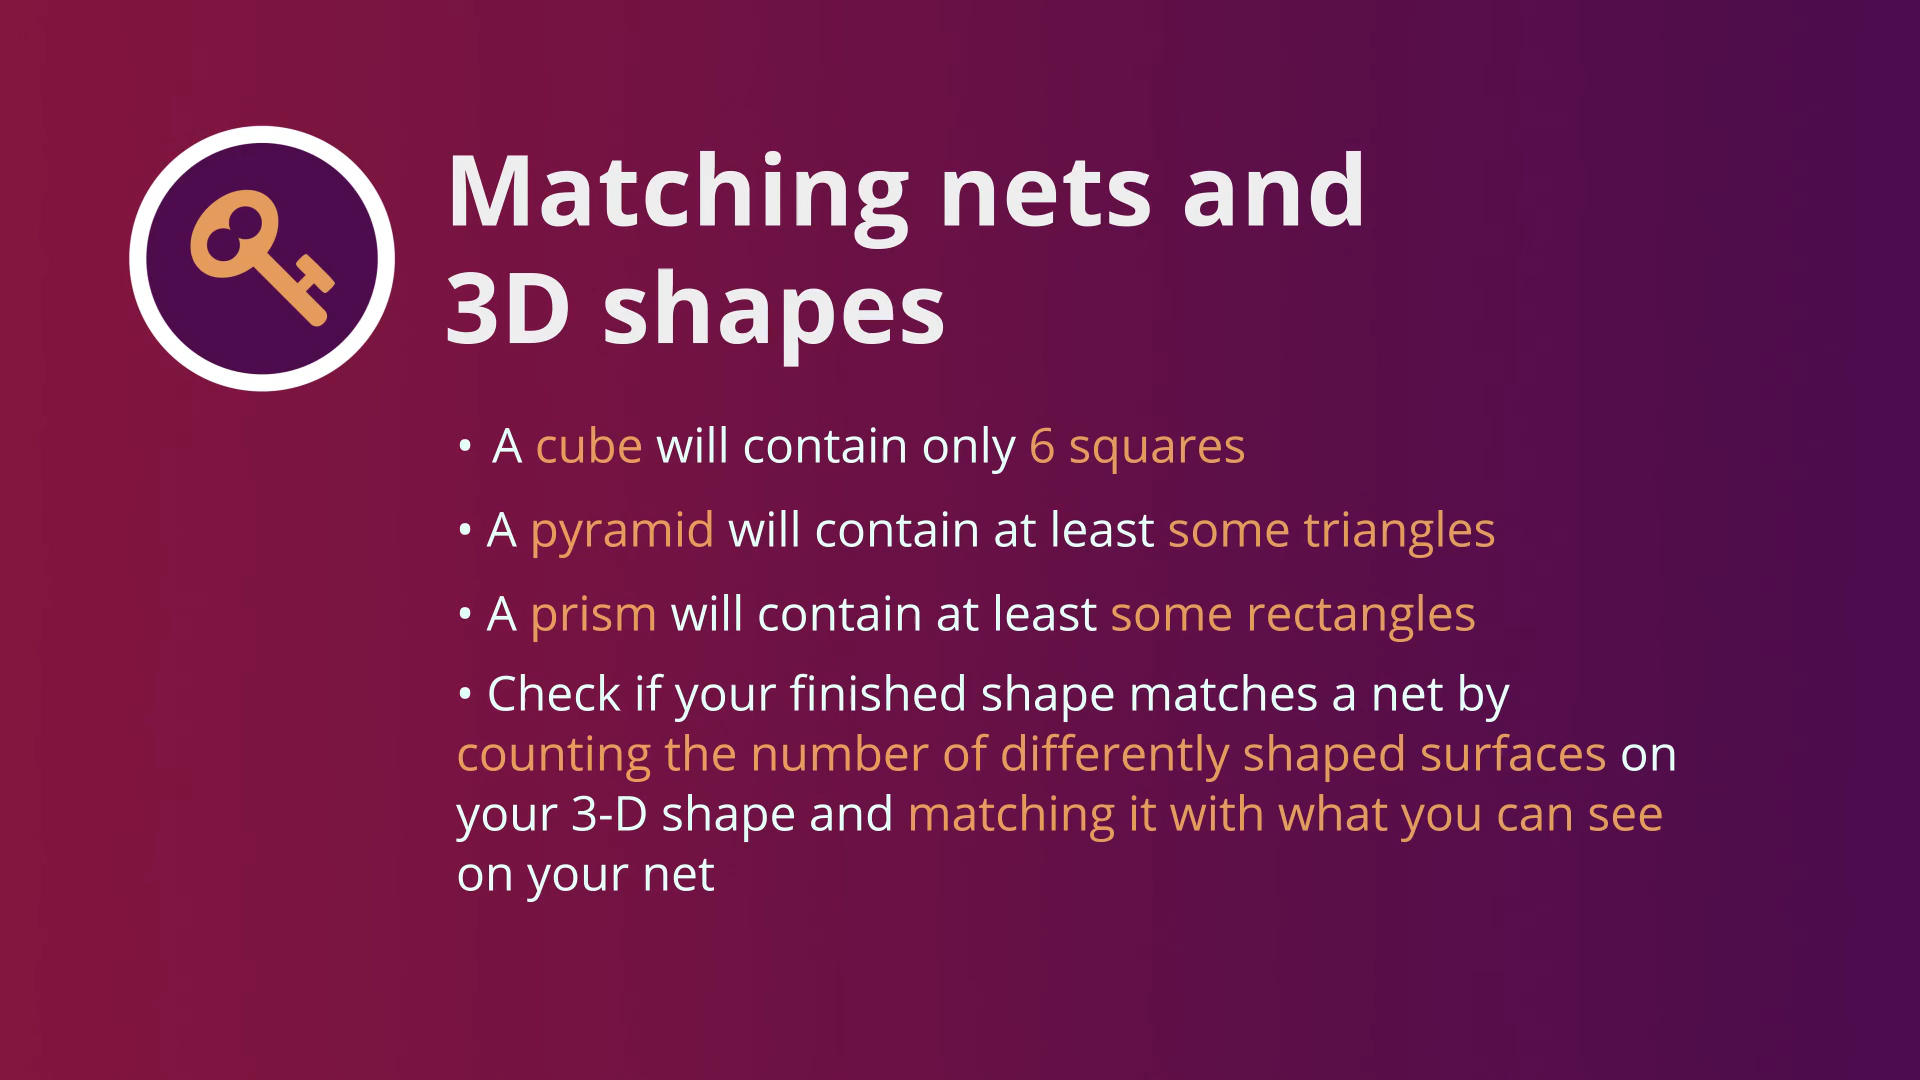 Matching nets and
3D shapes
• A cube will contain only 6 squares
• A pyramid will contain at least some triangles
• A prism will contain at least some rectangles
• Check if your finished shape matches a net by
counting the number of differently shaped surfaces on
your 3-D shape and matching it with what you can see
on your net